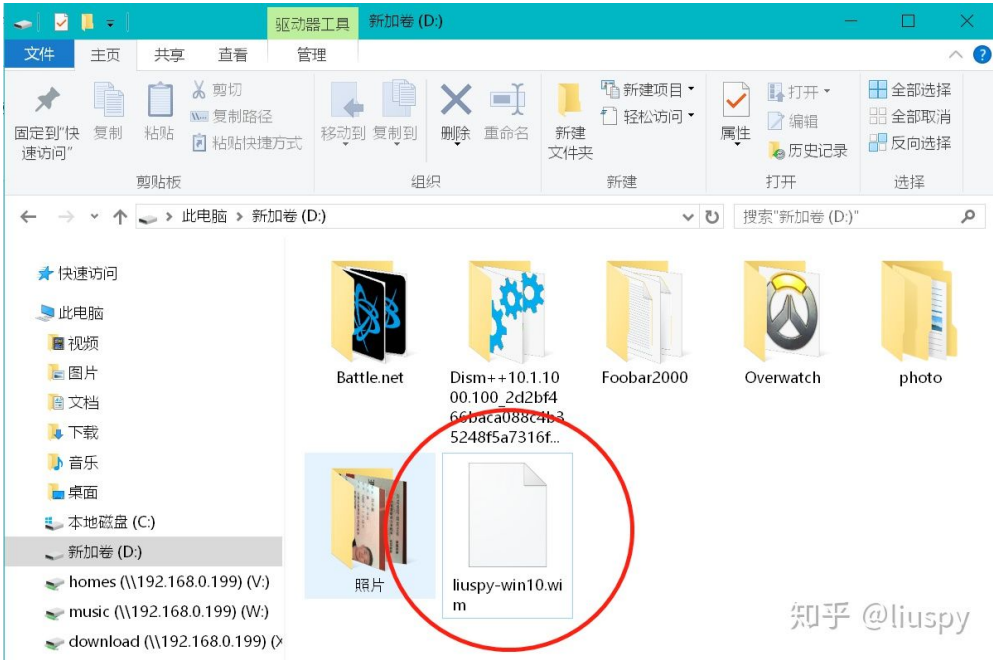 驱动器工具
新加卷 (D:)
文件
主页
共享
查看
管理
固定到"快
速访问"
复制
粘贴
剪切
复制路径
粘贴快捷方式
剪贴板
移动到
复制到
删除
重命名
组织
新建
文件夹
新建项目
轻松访问
新建
属性
打开
编辑
历史记录
打开
全部选择
全部取消
反向选择
选择
此电脑 > 新加卷 (D:)
搜索"新加卷 (D:)"
快速访问
此电脑
视频
图片
文档
下载
音乐
桌面
本地磁盘 (C:)
新加卷 (D:)
homes (\\192.168.0.199) (V:)
music (\\192.168.0.199) (W:)
download (\\192.168.0.199) (X
Battle.net
Dism++10.1.10
00.100_2d2bf4
66baca088c4b3
5248f5a7316f...
Foobar2000
Overwatch
photo
照片
liuspy-win10.wi
m
知乎 @liuspy